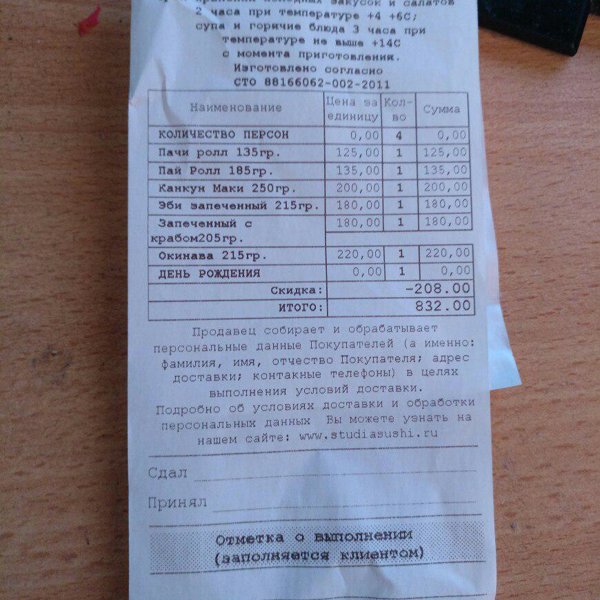 хранении холодных закусок и салатов
2 часа при температуре +4 +6С;
супа и горячие блюда 3 часа при
температуре не выше +14С
с момента приготовления.
Изготовлено согласно
СТО 88166062-002-2011
Наименование Цена за единицу Кол-во Сумма
КОЛИЧЕСТВО ПЕРСОН 0,00 4 0,00
Пачи ролл 135гр. 125,00 1 125,00
Пай Ролл 185гр. 135,00 1 135,00
Канкун Маки 250гр. 200,00 1 200,00
Эби запеченный 215гр. 180,00 1 180,00
Запеченный с 180,00 1 180,00
крабом205гр.
Окинава 215гр. 220,00 1 220,00
ДЕНЬ РОЖДЕНИЯ 0,00 1 0,00
Скидка: -208.00
ИТОГО: 832.00
Продавец собирает и обрабатывает
персональные данные Покупателей (а именно:
фамилия, имя, отчество Покупателя; адрес
доставки; контакные телефоны) в целях
выполнения условий доставки.
Подробно об условиях доставки и обработки
персональных данных Вы можете узнать на
нашем сайте: www.studiasushi.ru
Сдал
Принял
Отметка о выполнении
(заполняется клиентом)